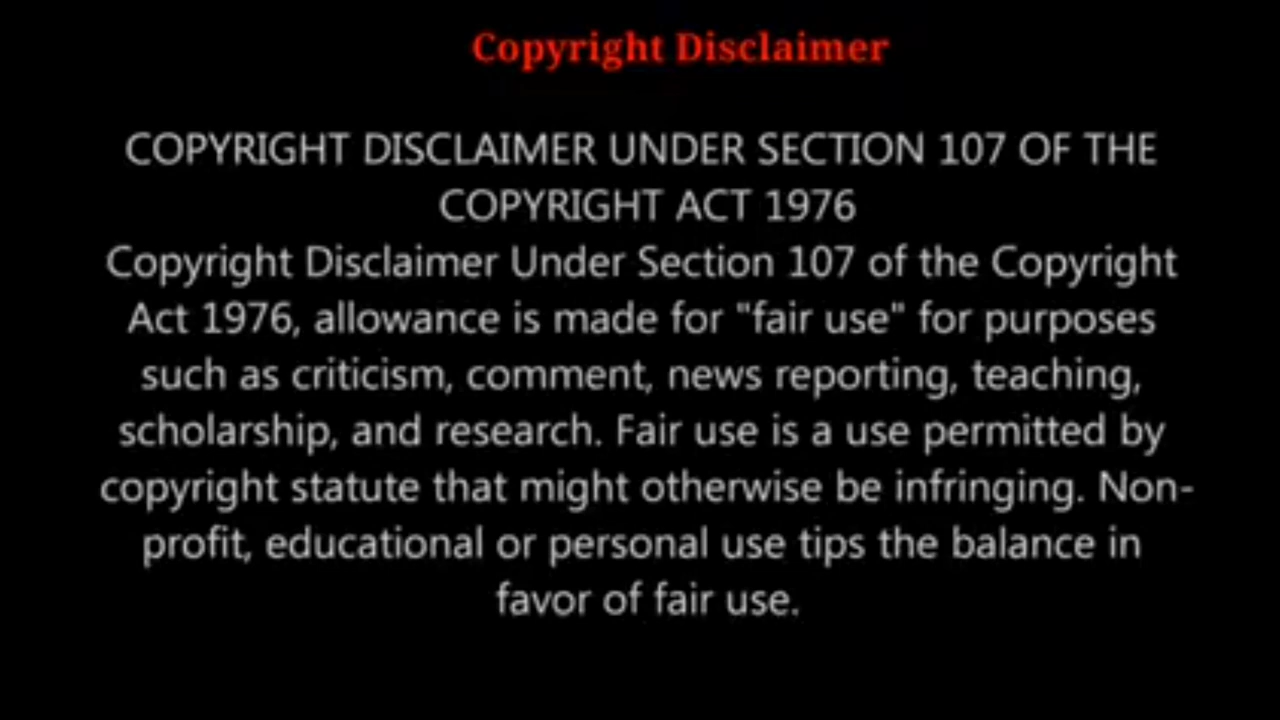 Copyright Disclaimer
COPYRIGHT DISCLAIMER UNDER SECTION 107 OF THE
COPYRIGHT ACT 1976
Copyright Disclaimer Under Section 107 of the Copyright
Act 1976, allowance is made for "fair use" for purposes
such as criticism, comment, news reporting, teaching,
scholarship, and research. Fair use is a use permitted by
copyright statute that might otherwise be infringing. Non-
profit, educational or personal use tips the balance in
favor of fair use.